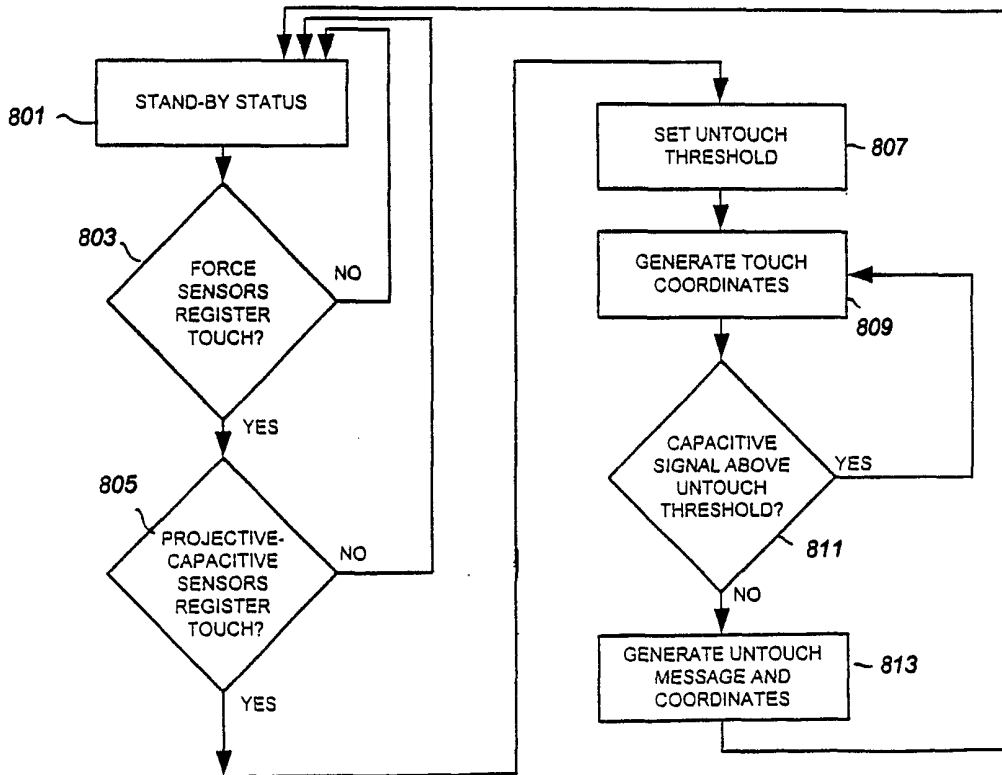 STAND-BY STATUS
801
803
FORCE
SENSORS
REGISTER
TOUCH?
NO
YES
805
PROJECTIVE-
CAPACITIVE
SENSORS
REGISTER
TOUCH?
NO
YES
SET UNTOUCH
THRESHOLD
807
GENERATE TOUCH
COORDINATES
809
CAPACITIVE
SIGNAL ABOVE
UNTOUCH
THRESHOLD?
YES
811
NO
GENERATE UNTOUCH
MESSAGE AND
COORDINATES
813